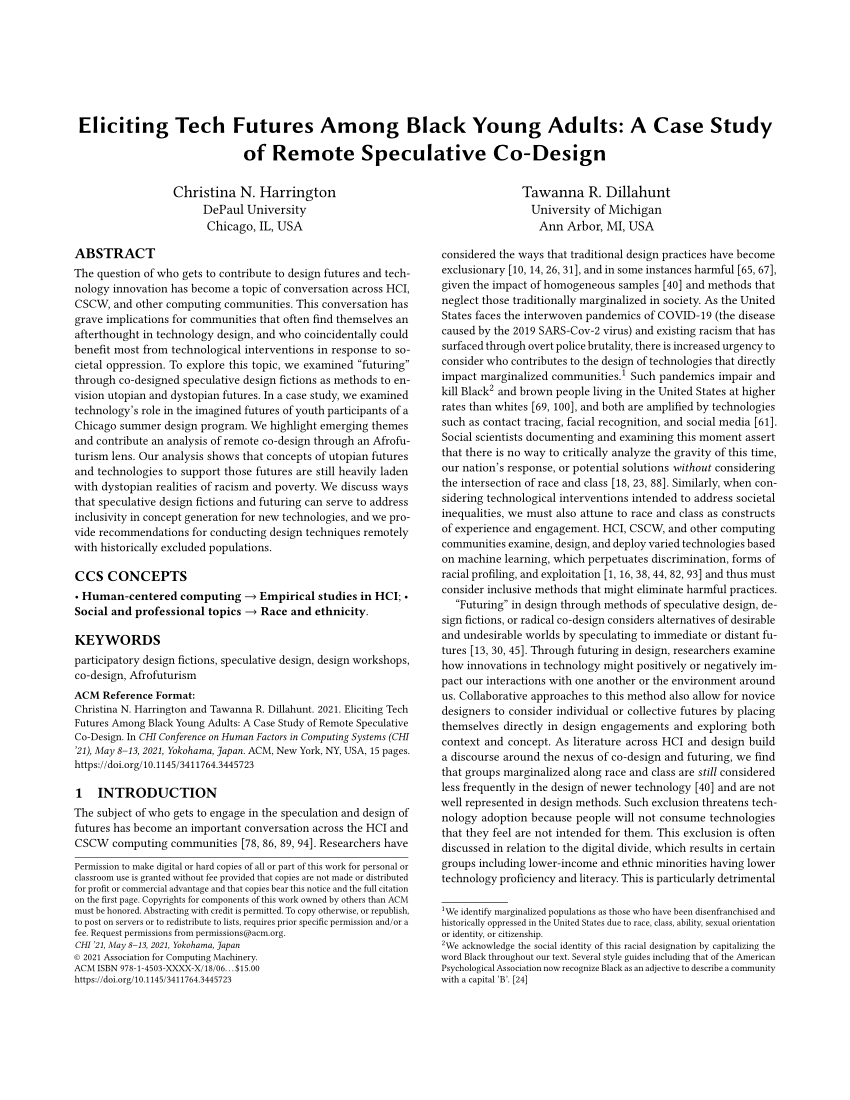 Eliciting Tech Futures Among Black Young Adults: A Case Study
of Remote Speculative Co-Design
Christina N. Harrington
DePaul University
Chicago, IL, USA
Tawanna R. Dillahunt
University of Michigan
Ann Arbor, MI, USA
ABSTRACT
The question of who gets to contribute to design futures and tech-
nology innovation has become a topic of conversation across HCI,
CSCW, and other computing communities. This conversation has
grave implications for communities that often find themselves an
afterthought in technology design, and who coincidentally could
benefit most from technological interventions in response to so-
cietal oppression. To explore this topic, we examined “futuring”
through co-designed speculative design fictions as methods to en-
vision utopian and dystopian futures. In a case study, we examined
technology’s role in the imagined futures of youth participants of a
Chicago summer design program. We highlight emerging themes
and contribute an analysis of remote co-design through an Afrofu-
turism lens. Our analysis shows that concepts of utopian futures
and technologies to support those futures are still heavily laden
with dystopian realities of racism and poverty. We discuss ways
that speculative design fictions and futuring can serve to address
inclusivity in concept generation for new technologies, and we pro-
vide recommendations for conducting design techniques remotely
with historically excluded populations.
CCS CONCEPTS
• Human-centered computing → Empirical studies in HCI; •
Social and professional topics → Race and ethnicity.
KEYWORDS
participatory design fictions, speculative design, design workshops,
co-design, Afrofuturism
ACM Reference Format:
Christina N. Harrington and Tawanna R. Dillahunt. 2021. Eliciting Tech
Futures Among Black Young Adults: A Case Study of Remote Speculative
Co-Design. In CHI Conference on Human Factors in Computing Systems (CHI
’21), May 8–13, 2021, Yokohama, Japan. ACM, New York, NY, USA, 15 pages.
https://doi.org/10.1145/3411764.3445723
1 INTRODUCTION
The subject of who gets to engage in the speculation and design of
futures has become an important conversation across the HCI and
CSCW computing communities [78, 86, 89, 94]. Researchers have
Permission to make digital or hard copies of all or part of this work for personal or
classroom use is granted without fee provided that copies are not made or distributed
for profit or commercial advantage and that copies bear this notice and the full citation
on the first page. Copyrights for components of this work owned by others than ACM
must be honored. Abstracting with credit is permitted. To copy otherwise, or republish,
to post on servers or to redistribute to lists, requires prior specific permission and/or a
fee. Request permissions from permissions@acm.org.
CHI ’21, May 8–13, 2021, Yokohama, Japan
© 2021 Association for Computing Machinery.
ACM ISBN 978-1-4503-XXXX-X/18/06...$15.00
https://doi.org/10.1145/3411764.3445723
considered the ways that traditional design practices have become
exclusionary [10, 14, 26, 31], and in some instances harmful [65, 67],
given the impact of homogeneous samples [40] and methods that
neglect those traditionally marginalized in society. As the United
States faces the interwoven pandemics of COVID-19 (the disease
caused by the 2019 SARS-Cov-2 virus) and existing racism that has
surfaced through overt police brutality, there is increased urgency to
consider who contributes to the design of technologies that directly
impact marginalized communities.1 Such pandemics impair and
kill Black2 and brown people living in the United States at higher
rates than whites [69, 100], and both are amplified by technologies
such as contact tracing, facial recognition, and social media [61].
Social scientists documenting and examining this moment assert
that there is no way to critically analyze the gravity of this time,
our nation’s response, or potential solutions without considering
the intersection of race and class [18, 23, 88]. Similarly, when con-
sidering technological interventions intended to address societal
inequalities, we must also attune to race and class as constructs
of experience and engagement. HCI, CSCW, and other computing
communities examine, design, and deploy varied technologies based
on machine learning, which perpetuates discrimination, forms of
racial profiling, and exploitation [1, 16, 38, 44, 82, 93] and thus must
consider inclusive methods that might eliminate harmful practices.
“Futuring” in design through methods of speculative design, de-
sign fictions, or radical co-design considers alternatives of desirable
and undesirable worlds by speculating to immediate or distant fu-
tures [13, 30, 45]. Through futuring in design, researchers examine
how innovations in technology might positively or negatively im-
pact our interactions with one another or the environment around
us. Collaborative approaches to this method also allow for novice
designers to consider individual or collective futures by placing
themselves directly in design engagements and exploring both
context and concept. As literature across HCI and design build
a discourse around the nexus of co-design and futuring, we find
that groups marginalized along race and class are still considered
less frequently in the design of newer technology [40] and are not
well represented in design methods. Such exclusion threatens tech-
nology adoption because people will not consume technologies
that they feel are not intended for them. This exclusion is often
discussed in relation to the digital divide, which results in certain
groups including lower-income and ethnic minorities having lower
technology proficiency and literacy. This is particularly detrimental
1We identify marginalized populations as those who have been disenfranchised and
historically oppressed in the United States due to race, class, ability, sexual orientation
or identity, or citizenship.
2We acknowledge the social identity of this racial designation by capitalizing the
word Black throughout our text. Several style guides including that of the American
Psychological Association now recognize Black as an adjective to describe a community
with a capital ’B’. [24]